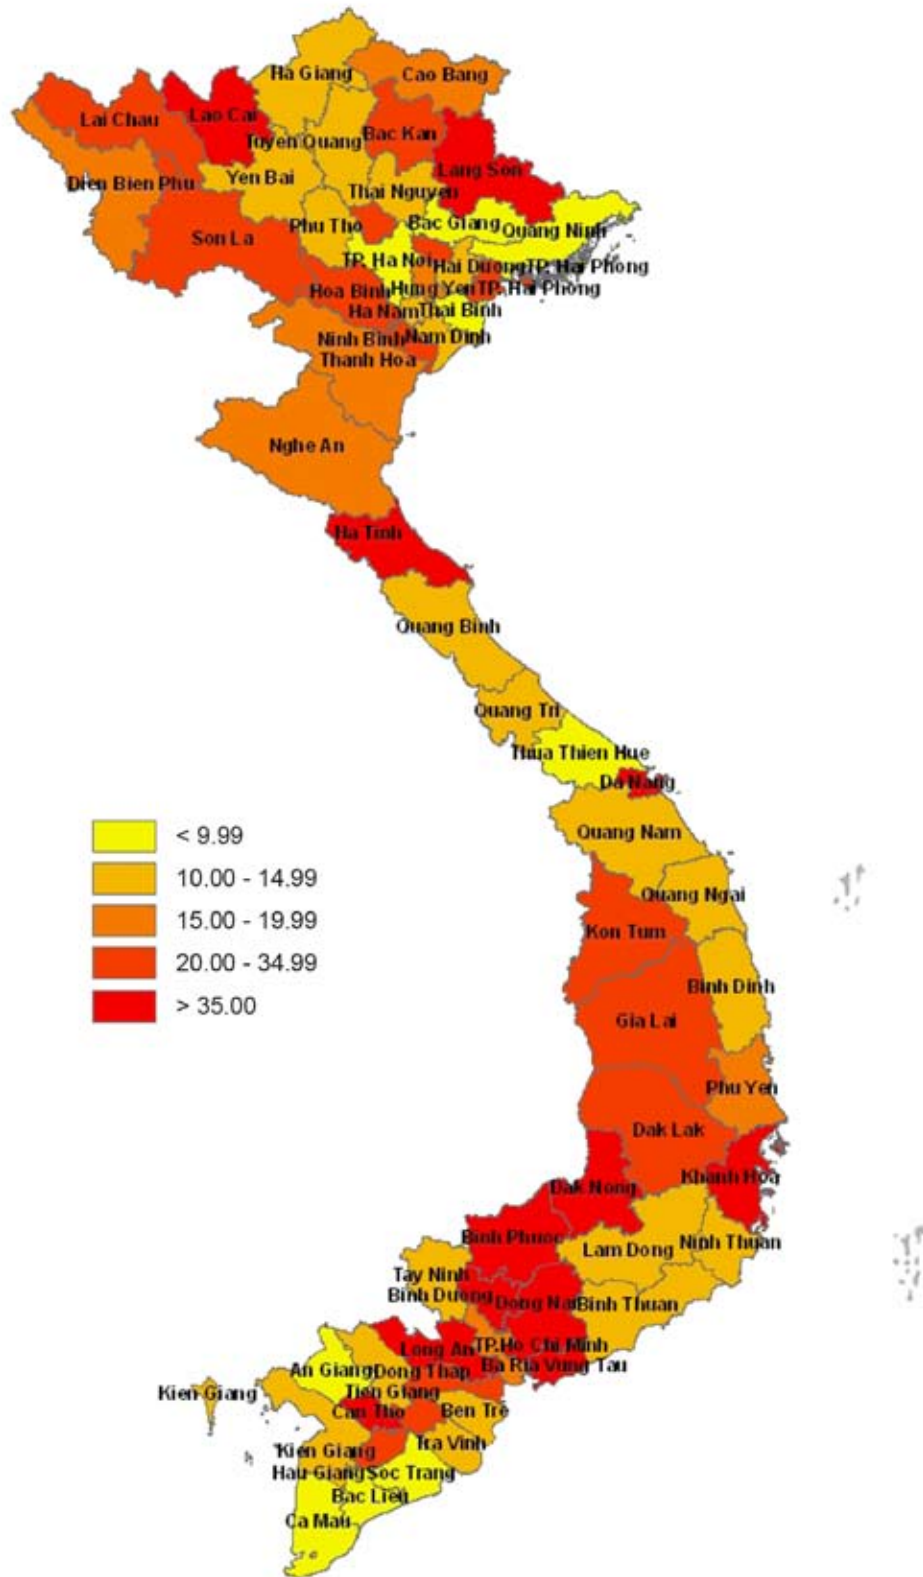 Ha Giang
Cao Bang
Lai Chau
Lao Cai
Bac Kan
Tuyen Quang
Lang Son
Yen Bai
Dien Bien Phu
Thai Nguyen
Phu Tho
Bac Giang
Quang Ninh
Son La
TP. Ha Noi
Hai Duong
TP. Hai Phong
Hoa Binh
Hung Yen
TP. Hai Phong
Ha Nam
Thai Binh
Ninh Binh
Nam Dinh
Thanh Hoa
Nghe An
Ha Tinh
Quang Binh
Quang Tri
Thua Thien Hue
Da Nang
Quang Nam
< 9.99
10.00 - 14.99
Quang Ngai
15.00 - 19.99
Kon Tum
20.00 - 34.99
Binh Dinh
> 35.00
Gia Lai
Phu Yen
Dak Lak
Khanh Hoa
Dak Nong
Binh Phuoc
Lam Dong
Ninh Thuan
Tay Ninh
Binh Duong
Dong Nai
Binh Thuan
Long An
TP.Ho Chi Minh
An Giang
Dong Thap
Ba Ria Vung Tau
Kien Giang
Tien Giang
Can Tho
Ben Tre
Kien Giang
Tra Vinh
Hau Giang
Soc Trang
Bac Lieu
Ca Mau